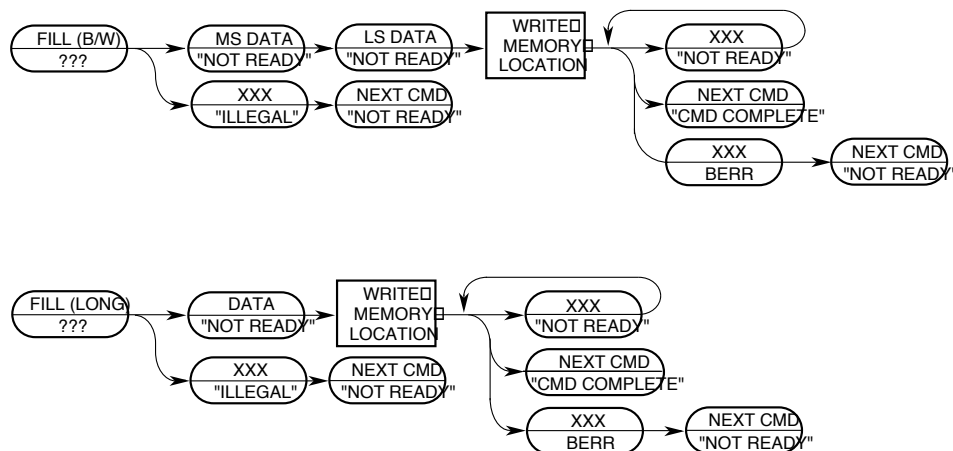 FILL (B/W)
???
MS DATA
"NOT READY"
LS DATA
"NOT READY"
WRITE
MEMORY
LOCATION
XXX
"NOT READY"
XXX
"ILLEGAL"
NEXT CMD
"NOT READY"
NEXT CMD
"CMD COMPLETE"
XXX
BERR
NEXT CMD
"NOT READY"
FILL (LONG)
???
DATA
"NOT READY"
WRITE
MEMORY
LOCATION
XXX
"NOT READY"
XXX
"ILLEGAL"
NEXT CMD
"NOT READY"
NEXT CMD
"CMD COMPLETE"
XXX
BERR
NEXT CMD
"NOT READY"